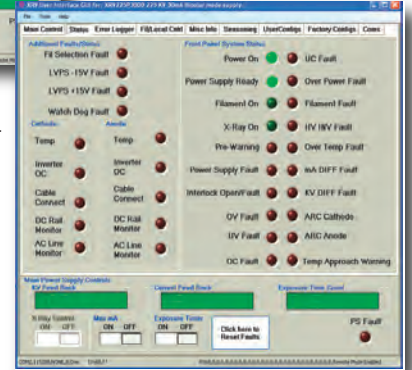 File View Help
Main Control Status Error Logger Fil/Local Cntl Misc Info Seasoning UserConfigs Factory Configs Coms
Additional Faults/Status
Fil Selection Fault
LVPS -15V Fault
LVPS +15V Fault
Watch Dog Fault
Cathode: Anode:
Temp Temp
Inverter OC Inverter OC
Cable Connect Cable Connect
DC Rail Monitor DC Rail Monitor
AC Line Monitor AC Line Monitor
Front Panel System Status
Power On UC Fault
Power Supply Ready Over Power Fault
Filament On Filament Fault
X-Ray On HV INV Fault
Pre-Warning Over Temp Fault
Power Supply Fault mA DIFF Fault
Interlock Open/Fault KV DIFF Fault
OV Fault ARC Cathode
UV Fault ARC Anode
OC Fault Temp Approach Warning
Main Power Supply Controls
KV Feed Back Current Feed Back Exposure Time Count
X-Ray Control Max mA Exposure Timer
ON OFF ON OFF ON OFF
Click here to
Reset Faults
PS Fault